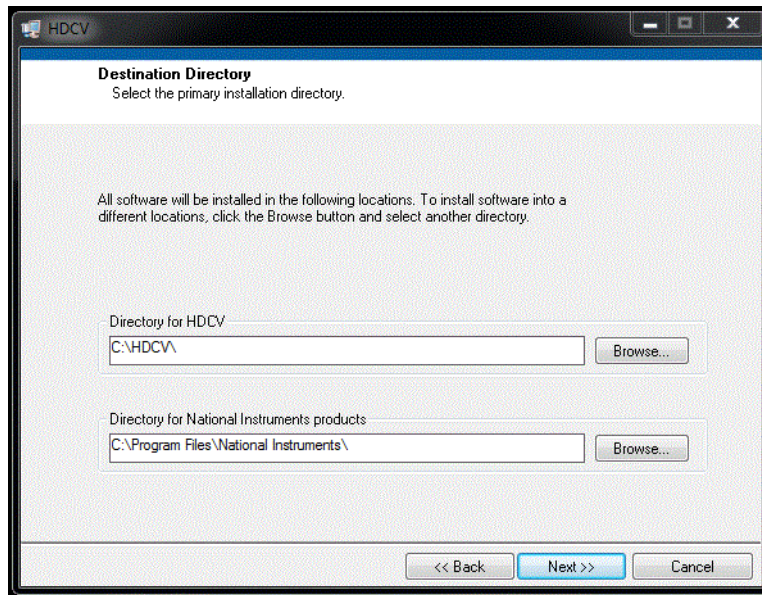 HDCV
Destination Directory
Select the primary installation directory.
All software will be installed in the following locations. To install software into a
different locations, click the Browse button and select another directory.
Directory for HDCV
C:\HDCV\
Browse...
Directory for National Instruments products
C:\Program Files\National Instruments\
Browse...
<< Back
Next >>
Cancel